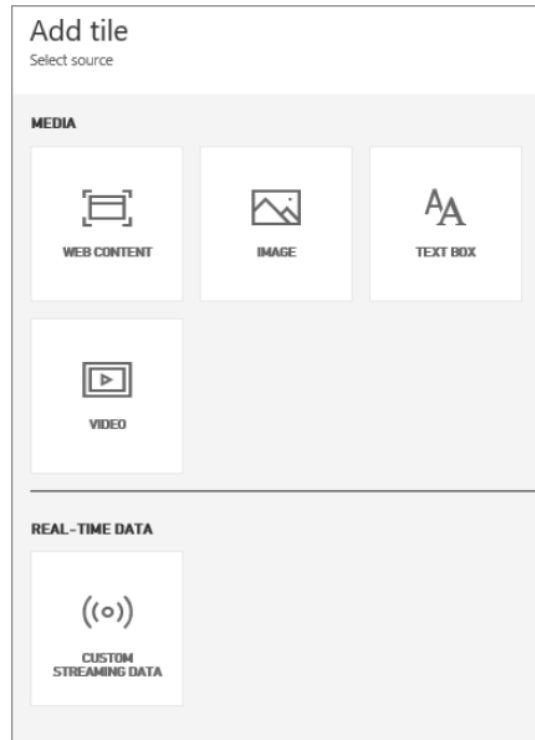 Add tile
Select source
MEDIA
WEB CONTENT
IMAGE
TEXT BOX
VIDEO
REAL-TIME DATA
CUSTOM
STREAMING DATA